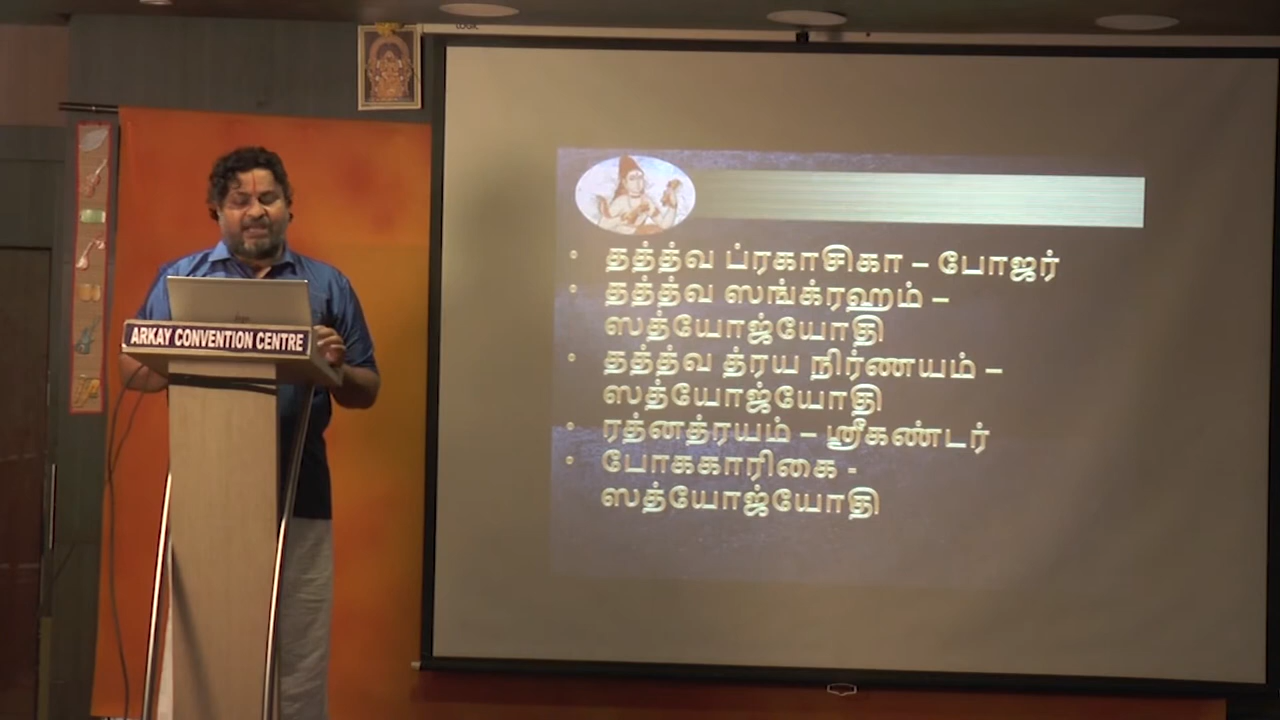 ARKAY CONVENTION CENTRE
• தத்த்வ ப்ரகாசிகா – போஜர்
• தத்த்வ ஸங்க்ரஹம் –
ஸத்யோஜ்யோதி
• தத்த்வ த்ரய நிர்ணயம் –
ஸத்யோஜ்யோதி
• ரத்னத்ரயம் – ஸ்ரீகண்டர்
• போககாரிகை -
ஸத்யோஜ்யோதி